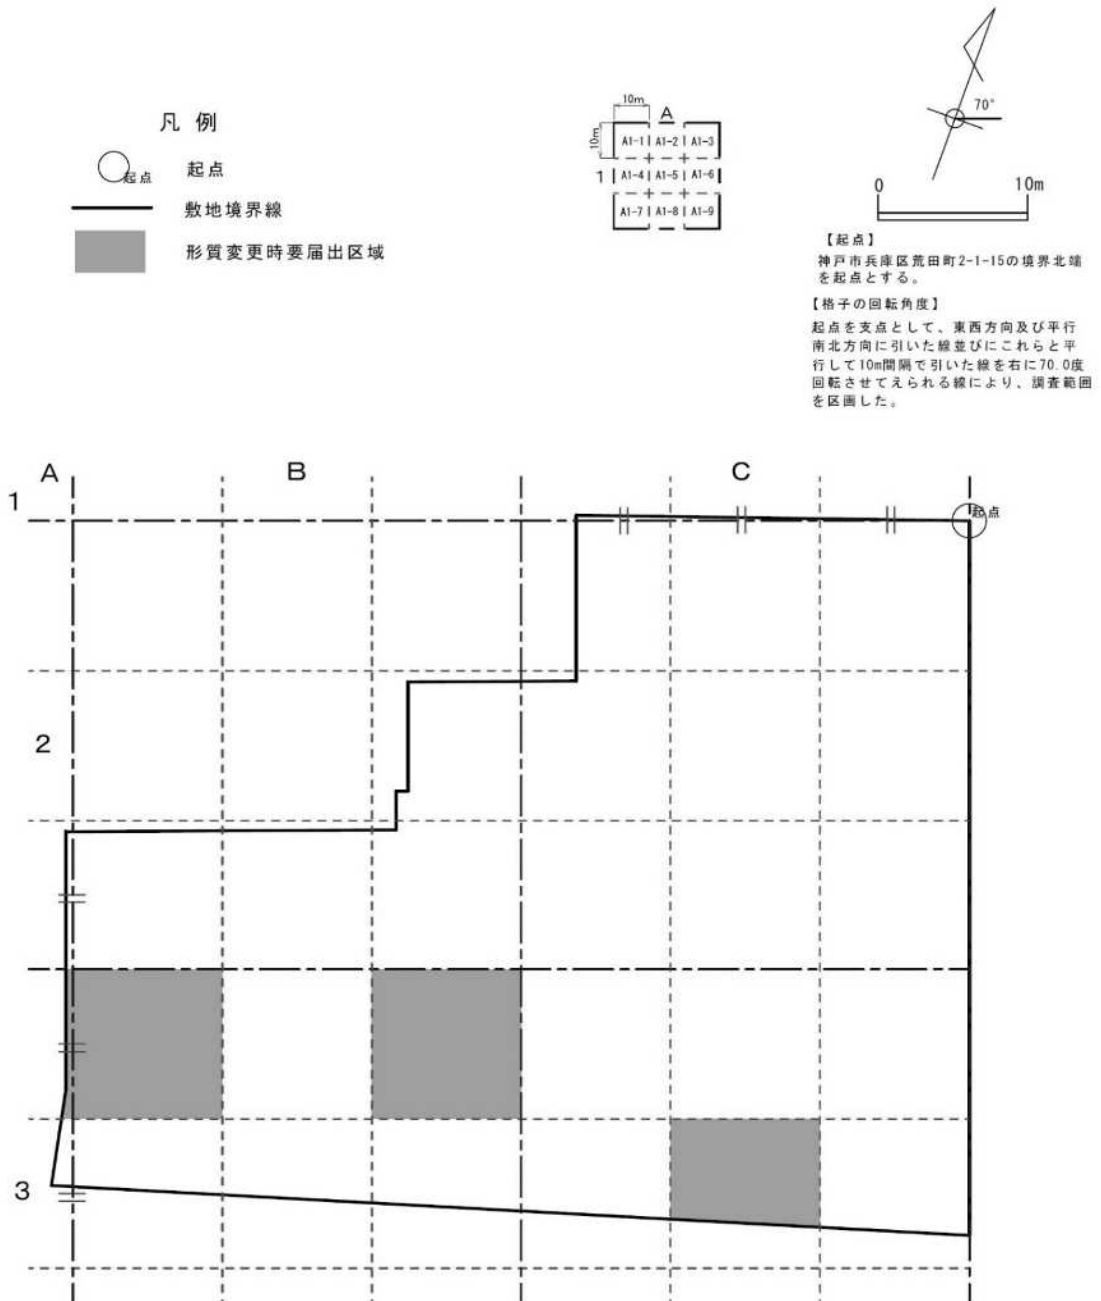 凡 例
起点
起点
敷地境界線
形質変更時要届出区域
10m
A
10m
A1-1 A1-2 A1-3
1 A1-4 A1-5 A1-6
A1-7 A1-8 A1-9
70°
0 10m
【起点】
神戸市兵庫区荒田町2-1-15の境界北端
を起点とする。
【格子の回転角度】
起点を支点として、東西方向及び平行
南北方向に引いた線並びにこれらと平
行して10m間隔で引いた線を右に70.0度
回転させてえられる線により、調査範囲
を区画した。
A B C
1
起点
2
3